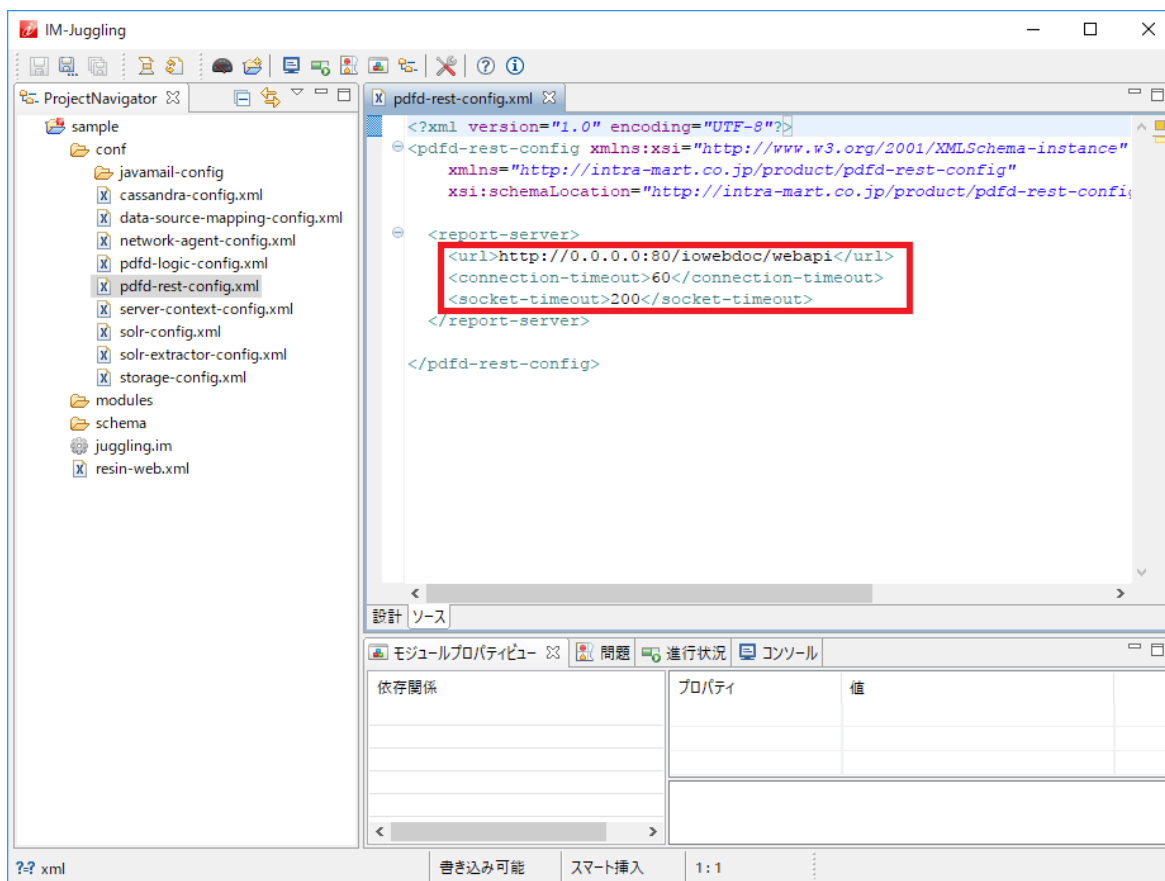 IM-Juggling
ProjectNavigator
sample
conf
javamail-config
cassandra-config.xml
data-source-mapping-config.xml
network-agent-config.xml
pdfd-logic-config.xml
pdfd-rest-config.xml
server-context-config.xml
solr-config.xml
solr-extractor-config.xml
storage-config.xml
modules
schema
juggling.im
resin-web.xml
pdfd-rest-config.xml
<?xml version="1.0" encoding="UTF-8"?>
<pdfd-rest-config xmlns:xsi="http://www.w3.org/2001/XMLSchema-instance"
xmlns="http://intra-mart.co.jp/product/pdfd-rest-config"
xsi:schemaLocation="http://intra-mart.co.jp/product/pdfd-rest-config
<report-server>
<url>http://0.0.0.0:80/iowebdoc/webapi</url>
<connection-timeout>60</connection-timeout>
<socket-timeout>200</socket-timeout>
</report-server>
</pdfd-rest-config>
設計 ソース
モジュールプロパティビュー 問題 進行状況 コンソール
依存関係 プロパティ 値
xml 書き込み可能 スマート挿入 1:1